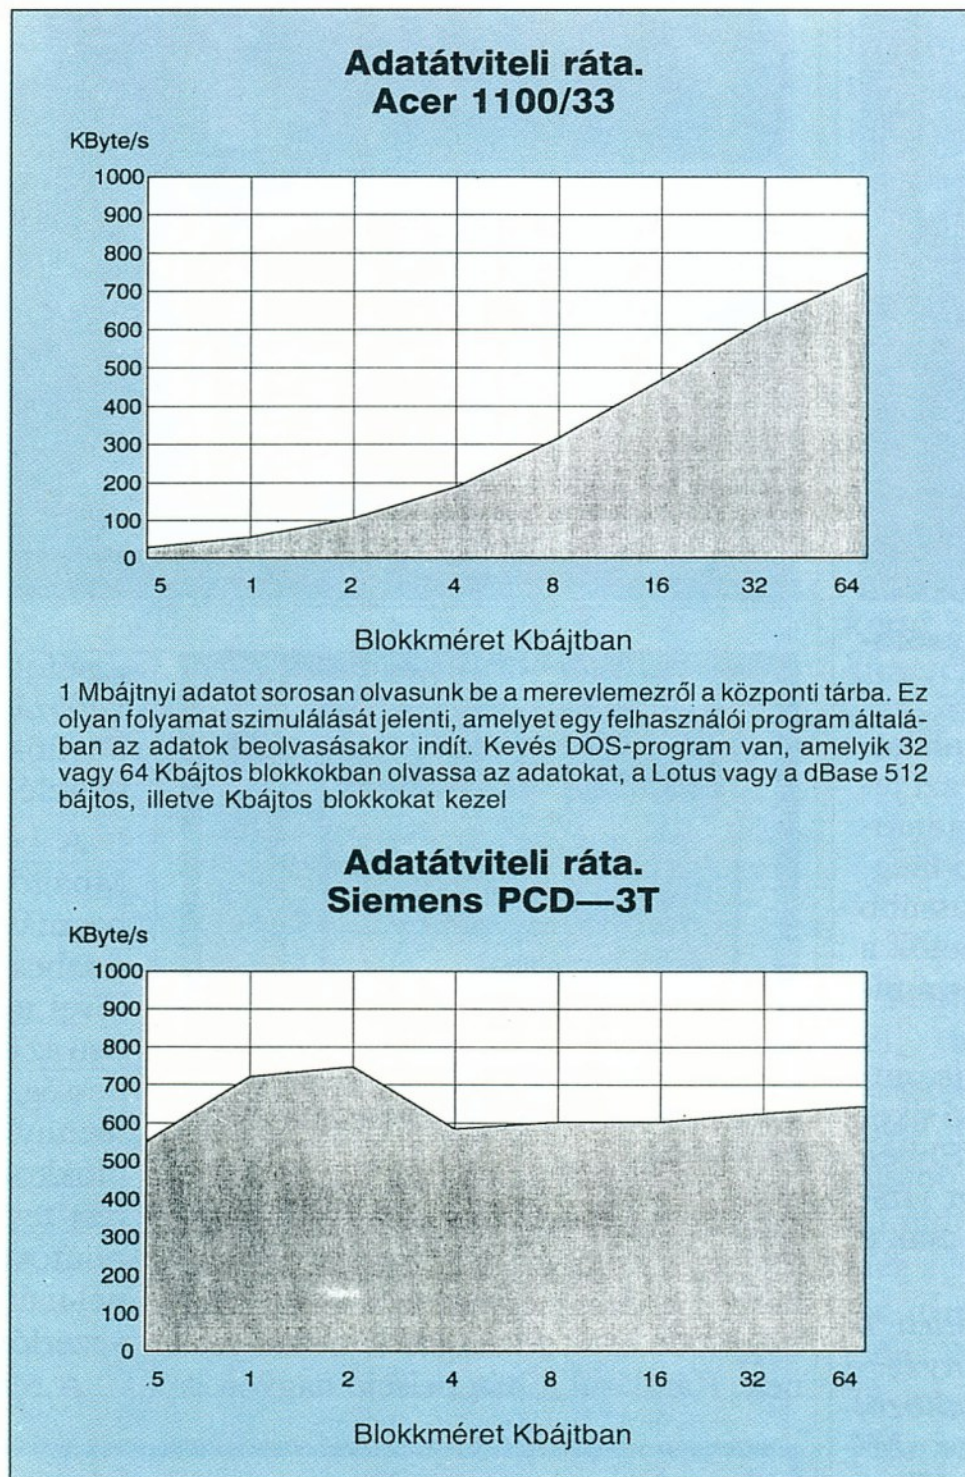 Adatátviteli ráta.
Acer 1100/33
KByte/s
1000
900
800
700
600
500
400
300
200
100
0
5 1 2 4 8 16 32 64
Blokkméret Kbájtban
1 Mbájtnyi adatot sorosan olvasunk be a merevlemezről a központi tárba. Ez
olyan folyamat szimulálását jelenti, amelyet egy felhasználói program általá-
ban az adatok beolvasásakor indít. Kevés DOS-program van, amelyik 32
vagy 64 Kbájtos blokkokban olvassa az adatokat, a Lotus vagy a dBase 512
bájtos, illetve Kbájtos blokkokat kezel
Adatátviteli ráta.
Siemens PCD—3T
KByte/s
1000
900
800
700
600
500
400
300
200
100
0
.5 1 2 4 8 16 32 64
Blokkméret Kbájtban